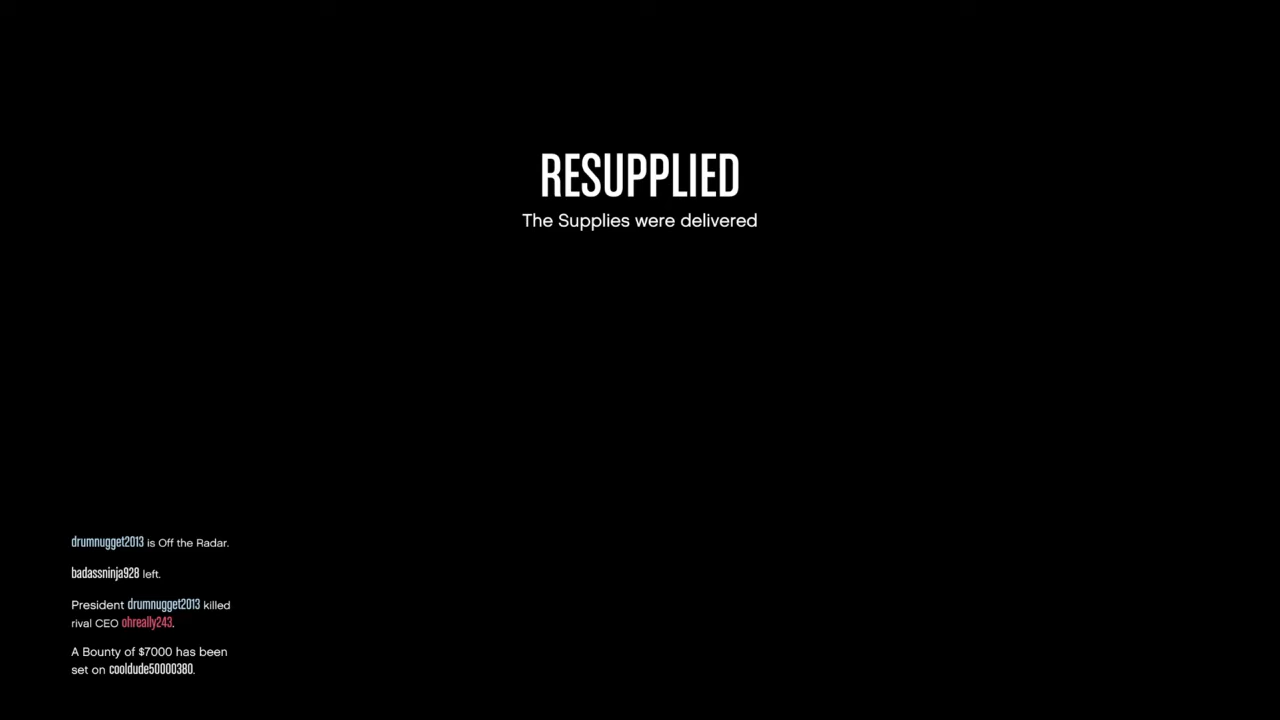 RESUPPLIED
The Supplies were delivered
drumnugget2013 is Off the Radar.
badassninja928 left.
President drumnugget2013 killed
rival CEO ohreally243.
A Bounty of $7000 has been
set on cooldude50000380.